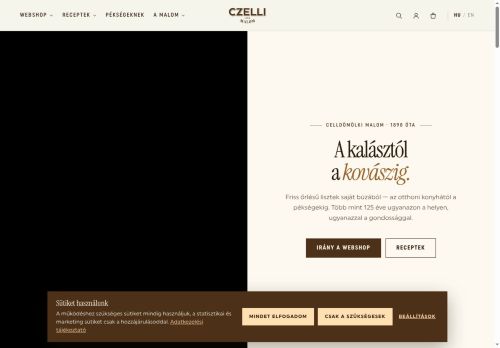 WEBSHOP
RECEPTEK
PÉKSÉGEKNEK
A MALOM
CZELLI
MALOM
HU / EN
CELLDÖMÖLKI MALOM · 1898 ÓTA
A kalásztól
a kovászig.
Friss őrlésű lisztek saját búzából — az otthoni konyhától a
pékségekig. Több mint 125 éve ugyanazon a helyen,
ugyanazzal a gondossággal.
IRÁNY A WEBSHOP
RECEPTEK
Sütiket használunk
A működéshez szükséges sütiket mindig használjuk, a statisztikai és
marketing sütiket csak a hozzájárulásoddal. Adatkezelési
tájékoztató
MINDET ELFOGADOM
CSAK A SZÜKSÉGESEK
BEÁLLÍTÁSOK